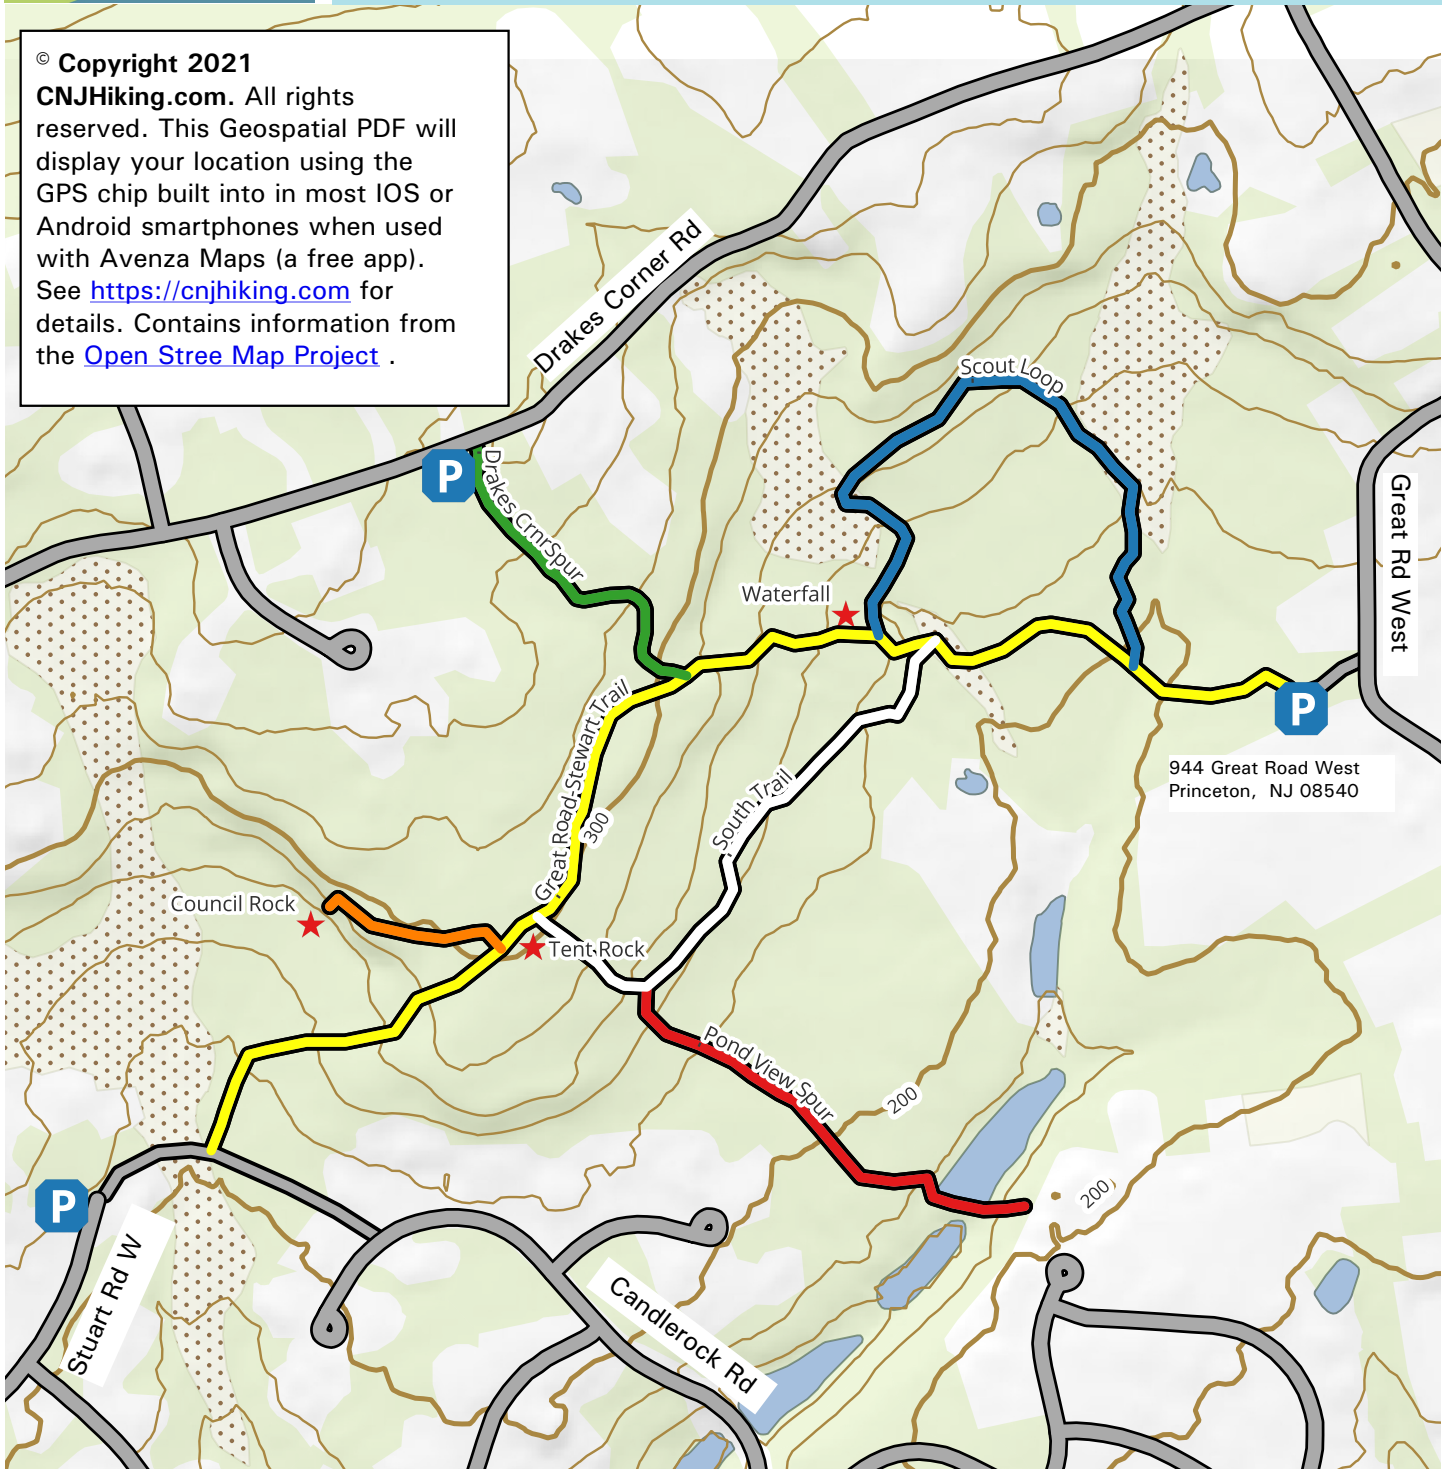 © Copyright 2021
CNJHiking.com. All rights
reserved. This Geospatial PDF will
display your location using the
GPS chip built into in most IOS or
Android smartphones when used
with Avenza Maps (a free app).
See https://cnjhiking.com for
details. Contains information from
the Open Stree Map Project .
Drakes Corner Rd
Scout Loop
P
Drakes CrnrSpur
Great Rd West
Waterfall
P
944 Great Road West
Princeton, NJ 08540
Great Road-Stewart Trail
300
South Trail
Council Rock
Tent Rock
Pond View Spur
200
200
P
Stuart Rd W
Candlerock Rd